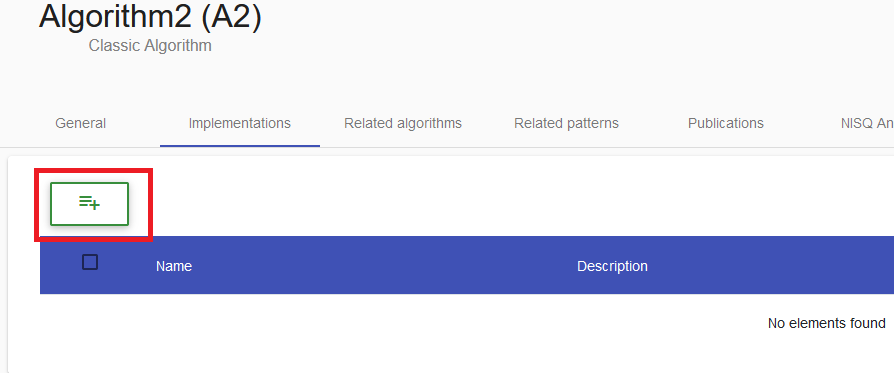 Algorithm2 (A2)
Classic Algorithm
General Implementations Related algorithms Related patterns Publications NISQ An
Name Description
No elements found